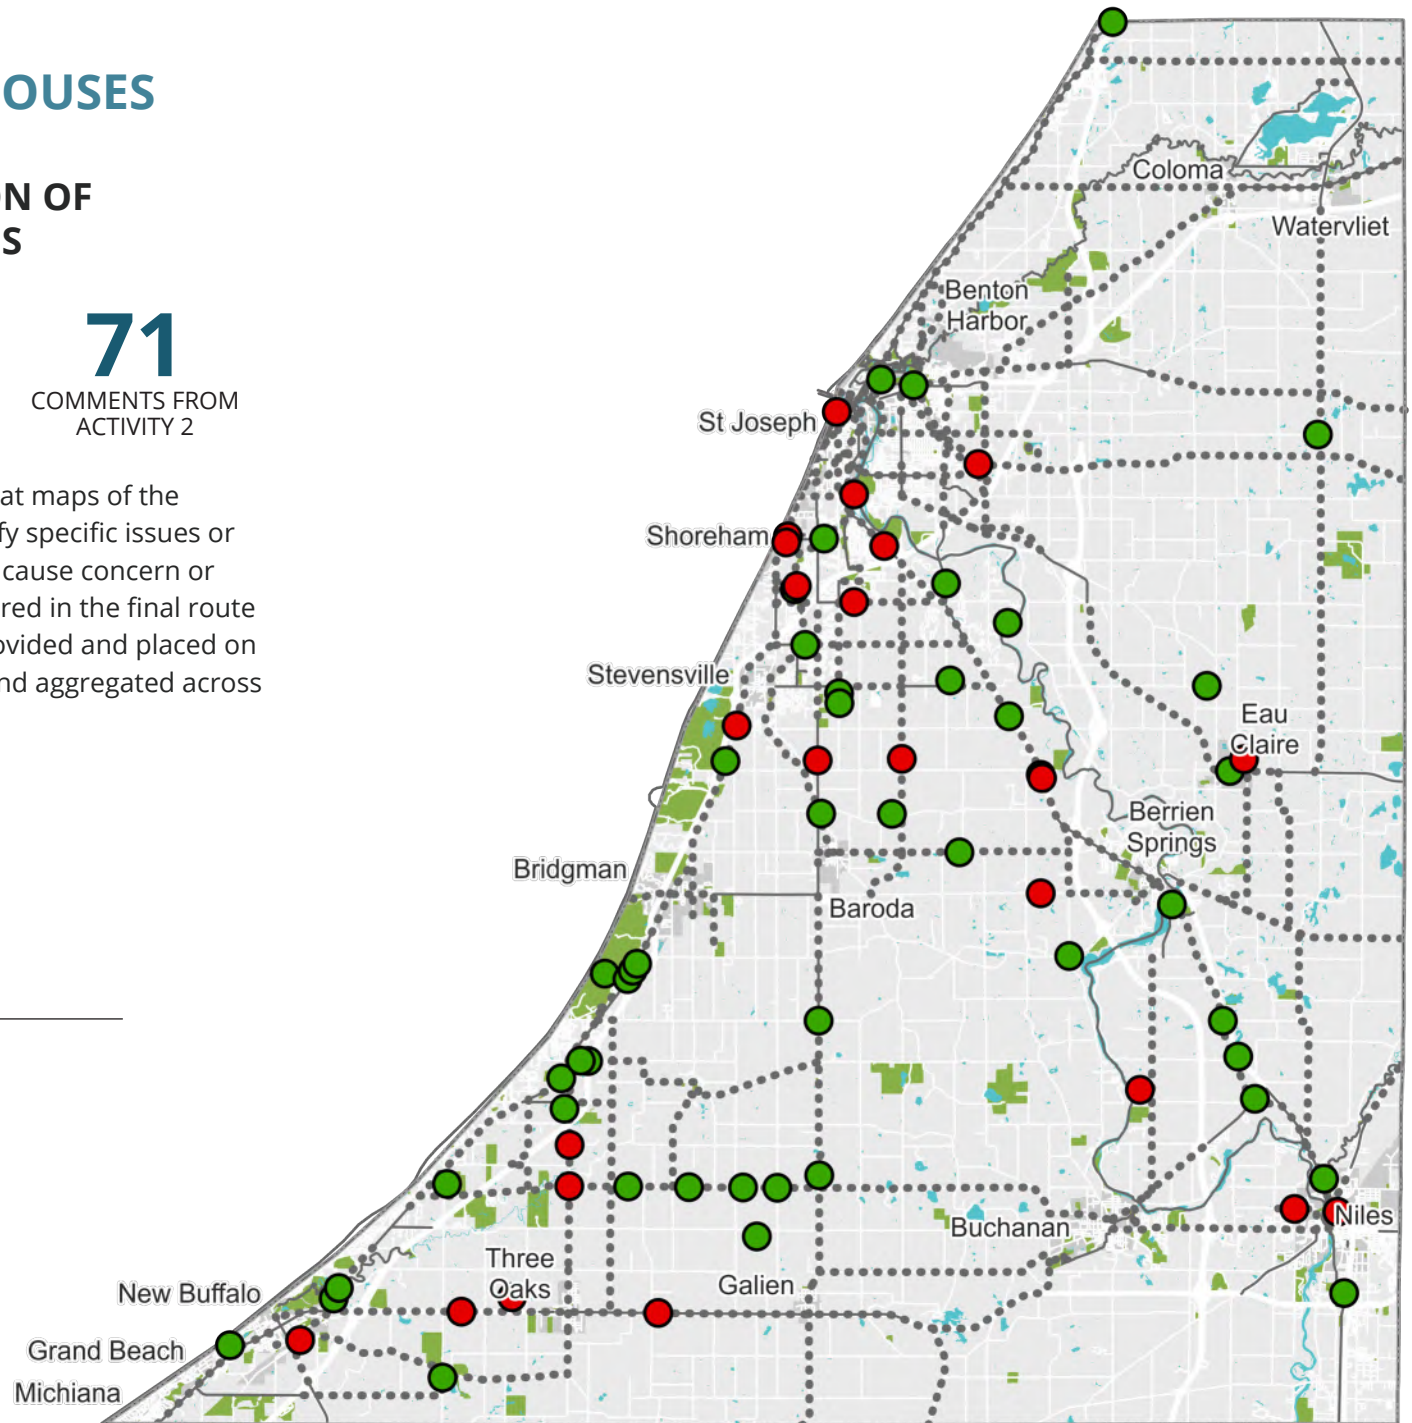 OUSES
N OF
S
71
COMMENTS FROM
ACTIVITY 2
at maps of the
fy specific issues or
cause concern or
red in the final route
ovided and placed on
nd aggregated across
Coloma
Watervliet
Benton
Harbor
St Joseph
Shoreham
Stevensville
Eau
Claire
Berrien
Springs
Bridgman
Baroda
Buchanan
Niles
Three
Oaks
Galien
New Buffalo
Grand Beach
Michiana